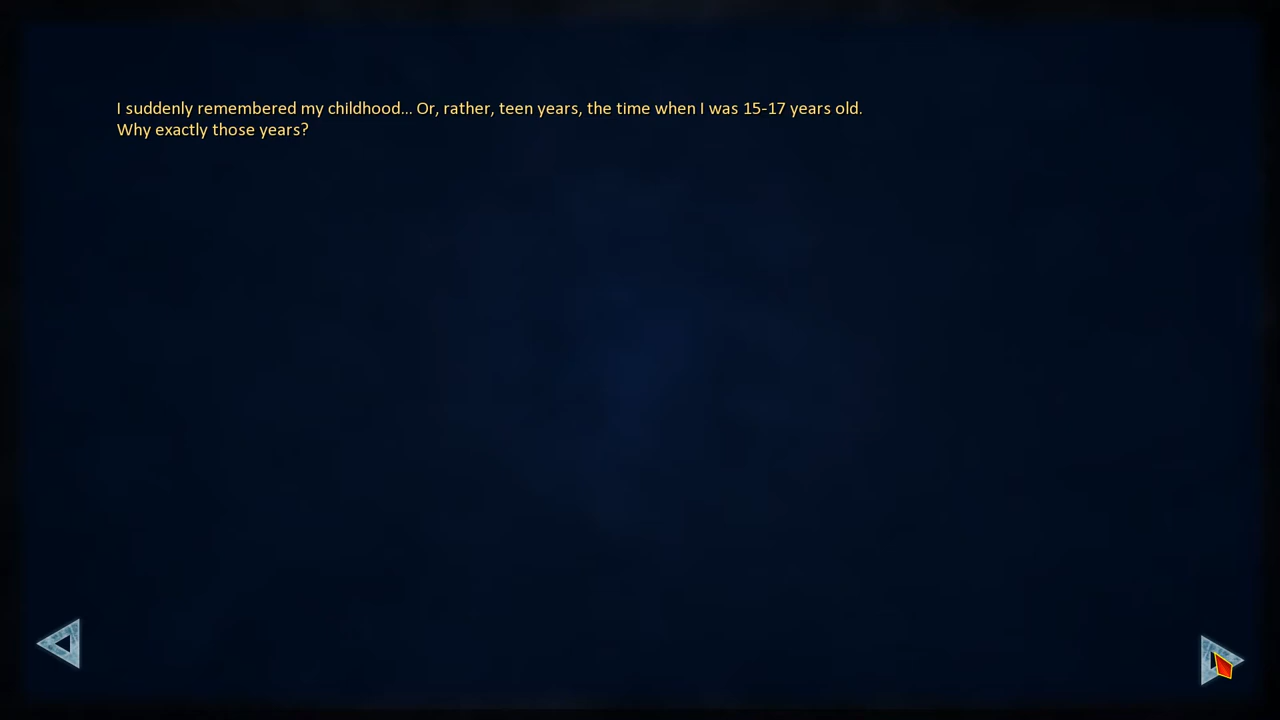 I suddenly remembered my childhood... Or, rather, teen years, the time when I was 15-17 years old.
Why exactly those years?